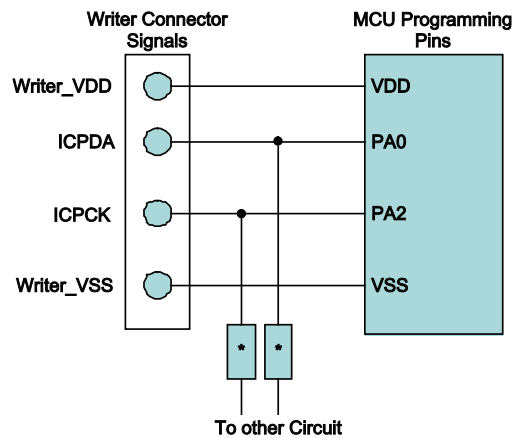 Writer Connector
Signals
MCU Programming
Pins
Writer_VDD
VDD
ICPDA
PA0
ICPCK
PA2
Writer_VSS
VSS
*
*
To other Circuit